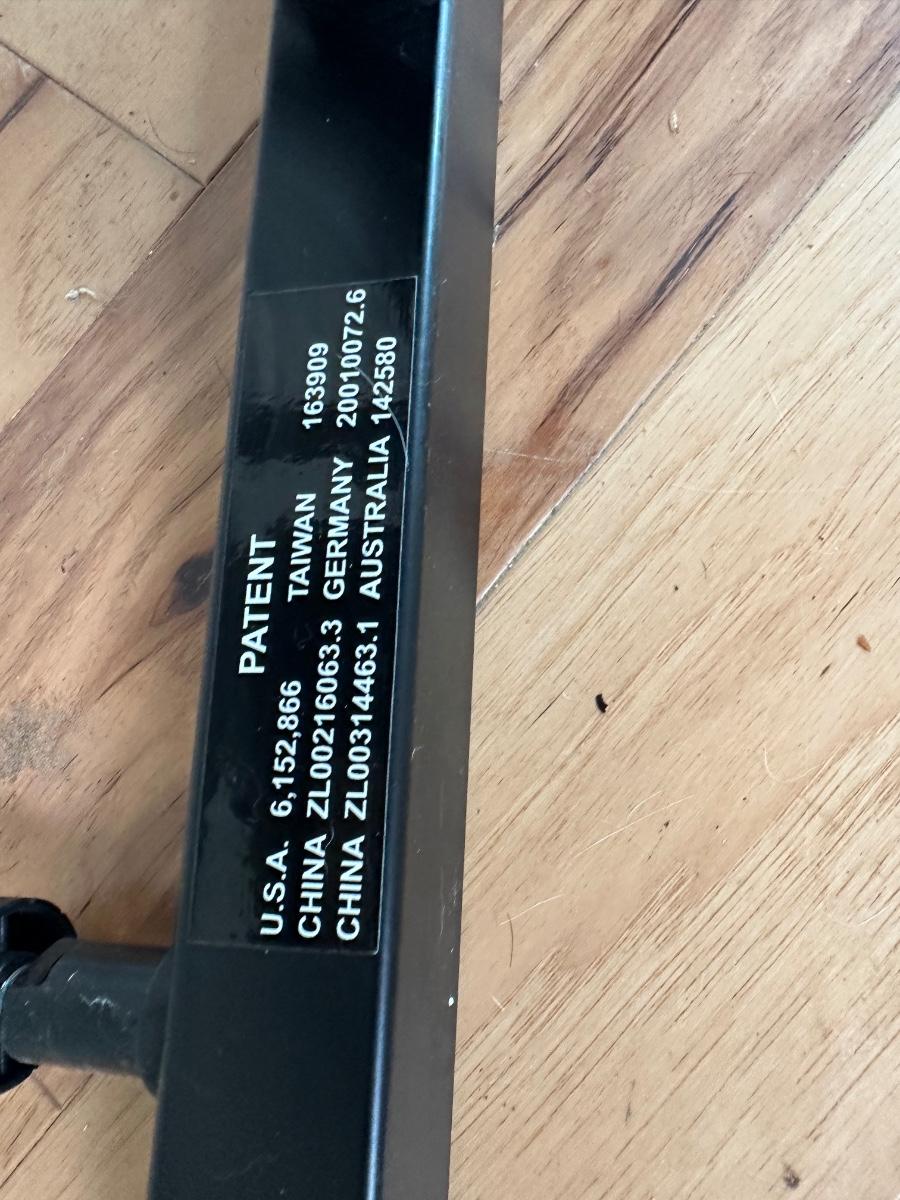 PATENT
U.S.A. 6,152,866 TAIWAN 163909
CHINA ZL00216063.3 GERMANY 20010072.6
CHINA ZL00314463.1 AUSTRALIA 142580